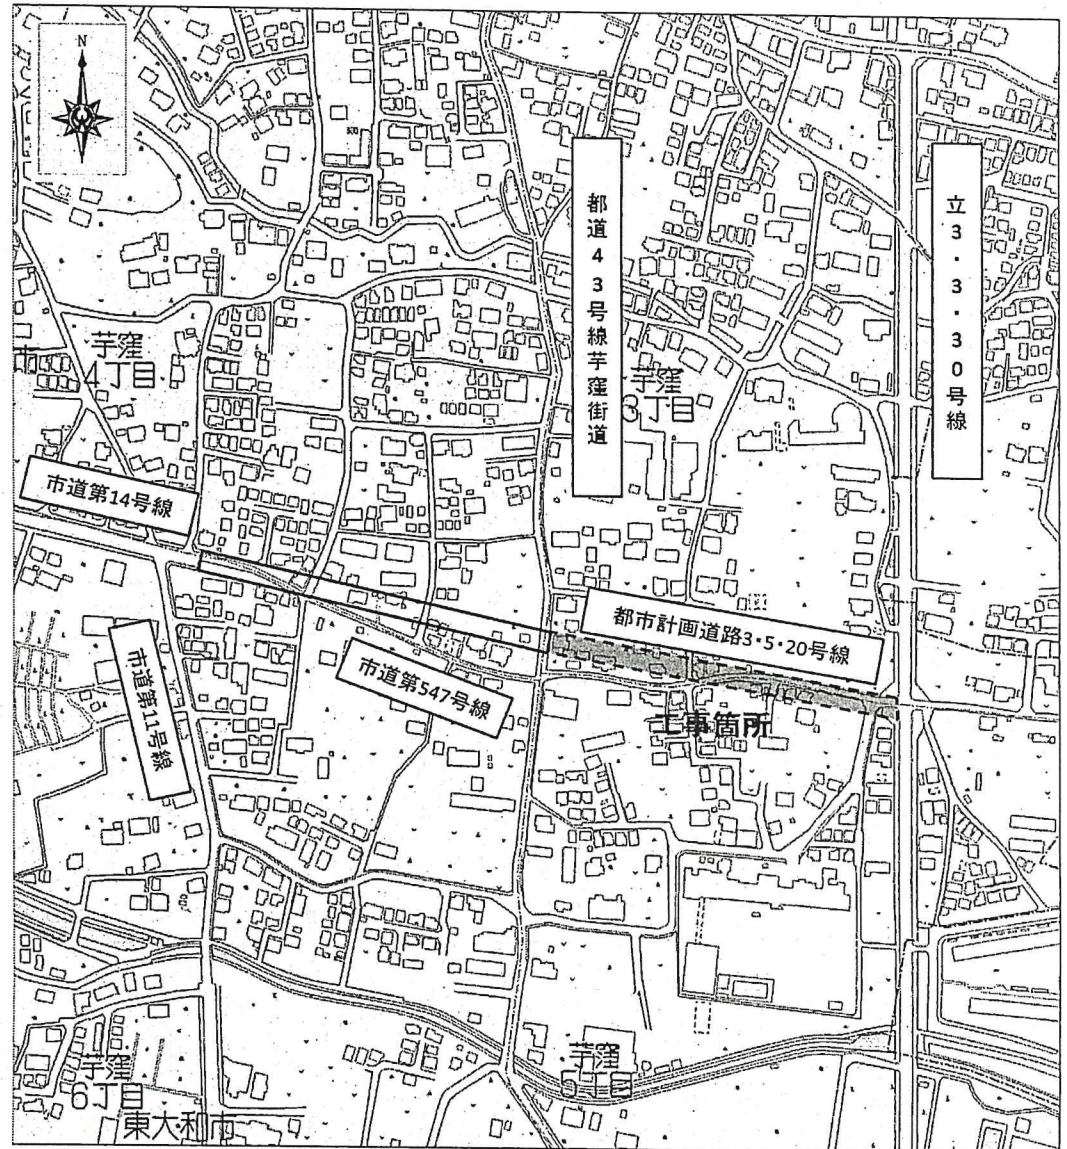 N
都道43号線芋窪街道
立3・3・30号線
芋窪
4丁目
芋窪
3丁目
市道第14号線
都市計画道路3・5・20号線
市道第11号線
市道第547号線
工事箇所
芋窪
6丁目
東大和市
芋窪
5丁目